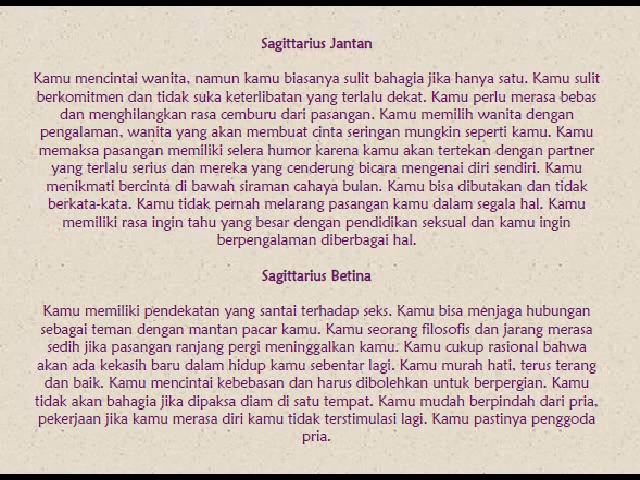 Sagittarius Jantan
Kamu mencintai wanita, namun kamu biasanya sulit bahagia jika hanya satu. Kamu sulit
berkomitmen dan tidak suka keterlibatan yang terlalu dekat. Kamu perlu merasa bebas
dan menghilangkan rasa cemburu dari pasangan. Kamu memilih wanita dengan
pengalaman, wanita yang akan membuat cinta seringan mungkin seperti kamu. Kamu
memaksa pasangan memiliki selera humor karena kamu akan tertekan dengan partner
yang terlalu serius dan mereka yang cenderung bicara mengenai diri sendiri. Kamu
menikmati bercinta di bawah siraman cahaya bulan. Kamu bisa dibutakan dan tidak
berkata-kata. Kamu tidak pernah melarang pasangan kamu dalam segala hal. Kamu
memiliki rasa ingin tahu yang besar dengan pendidikan seksual dan kamu ingin
berpengalaman diberbagai hal.
Sagittarius Betina
Kamu memiliki pendekatan yang santai terhadap seks. Kamu bisa menjaga hubungan
sebagai teman dengan mantan pacar kamu. Kamu seorang filosofis dan jarang merasa
sedih jika pasangan ranjang pergi meninggalkan kamu. Kamu cukup rasional bahwa
akan ada kekasih baru dalam hidup kamu sebentar lagi. Kamu murah hati, terus terang
dan baik. Kamu mencintai kebebasan dan harus dibolehkan untuk berpergian. Kamu
tidak akan bahagia jika dipaksa diam di satu tempat. Kamu mudah berpindah dari pria,
pekerjaan jika kamu merasa diri kamu tidak terstimulasi lagi. Kamu pastinya penggoda
pria.